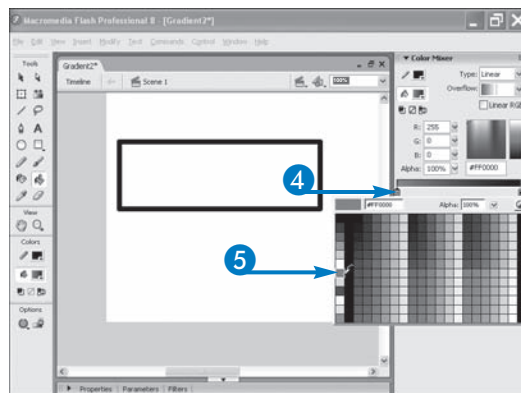 Macromedia Flash Professional 8 - [Gradient2*]
File Edit View Insert Modify Text Commands Control Window Help
Tools
View
Colors
Options
Gradient2*
Timeline Scene 1 100%
Color Mixer
Type: Linear
Overflow:
Linear RGB
R: 255
G: 0
B: 0
Alpha: 100% #FF0000
4
#FF0000 Alpha: 100%
5
Properties Parameters Filters